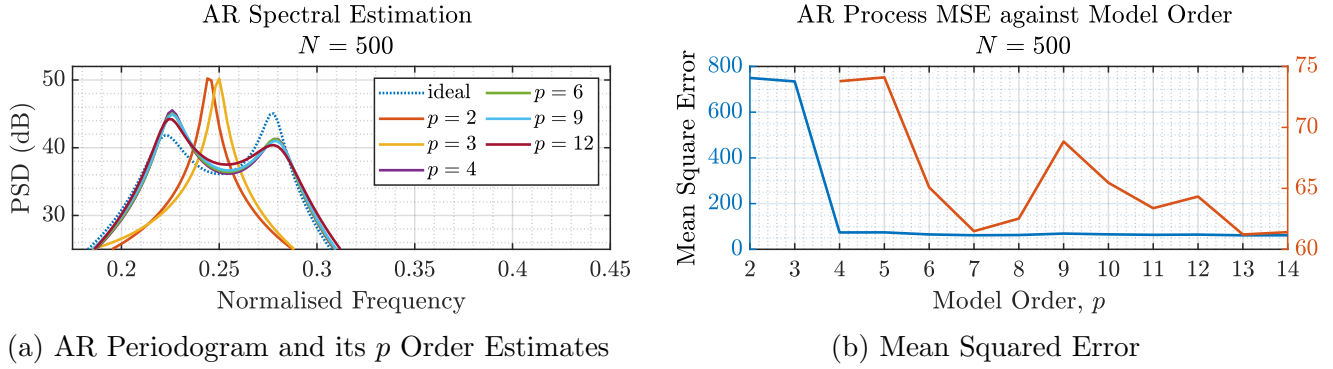 AR Spectral Estimation
N = 500
PSD (dB)
50
40
30
ideal
p = 2
p = 3
p = 4
p = 6
p = 9
p = 12
0.2
0.25
0.3
0.35
0.4
0.45
Normalised Frequency
(a) AR Periodogram and its p Order Estimates
AR Process MSE against Model Order
N = 500
Mean Square Error
800
600
400
200
0
75
70
65
60
2 3 4 5 6 7 8 9 10 11 12 13 14
Model Order, p
(b) Mean Squared Error